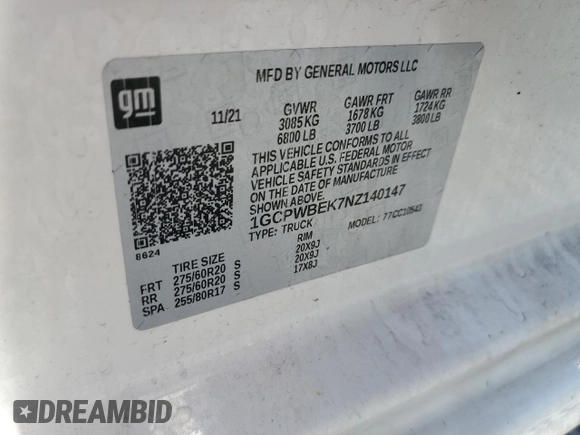 gm
MFD BY GENERAL MOTORS LLC
11/21
GVWR GAWR FRT GAWR RR
3085 KG 1678 KG 1724 KG
6800 LB 3700 LB 3800 LB
THIS VEHICLE CONFORMS TO ALL
APPLICABLE U.S. FEDERAL MOTOR
VEHICLE SAFETY STANDARDS IN EFFECT
ON THE DATE OF MANUFACTURE
1GCPWBEK7NZ140147
TYPE: TRUCK MODEL: 77CC10543
8624
TIRE SIZE RIM
FRT 275/60R20 S 20X9J
RR 275/60R20 S 20X9J
SPA 255/80R17 S 17X8J
DREAMBID